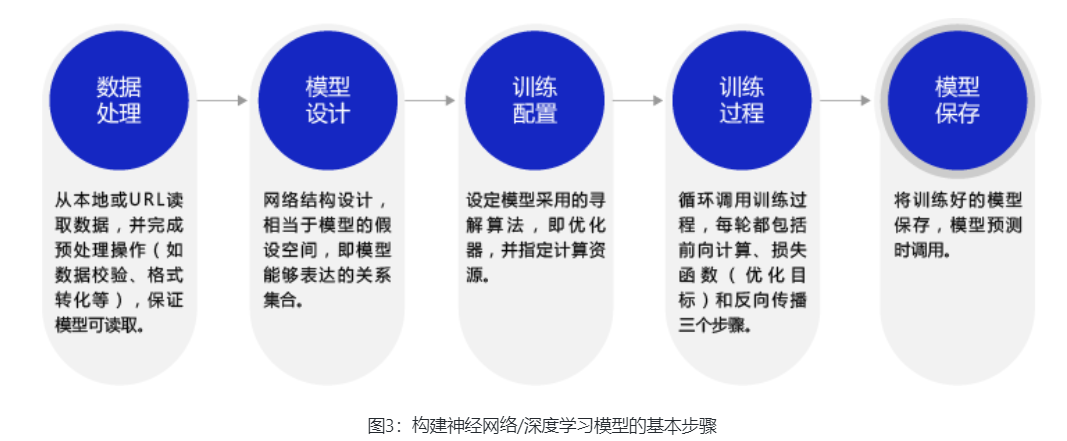 数据
处理
模型
设计
训练
配置
训练
过程
模型
保存
从本地或URL读
取数据，并完成
预处理操作（如
数据校验、格式
转化等），保证
模型可读取。
网络结构设计，
相当于模型的假
设空间，即模型
能够表达的关系
集合。
设定模型采用的寻
解算法，即优化
器，并指定计算资
源。
循环调用训练过
程，每轮都包括
前向计算、损失
函数（优化目
标）和反向传播
三个步骤。
将训练好的模型
保存，模型预测
时调用。
图3：构建神经网络/深度学习模型的基本步骤